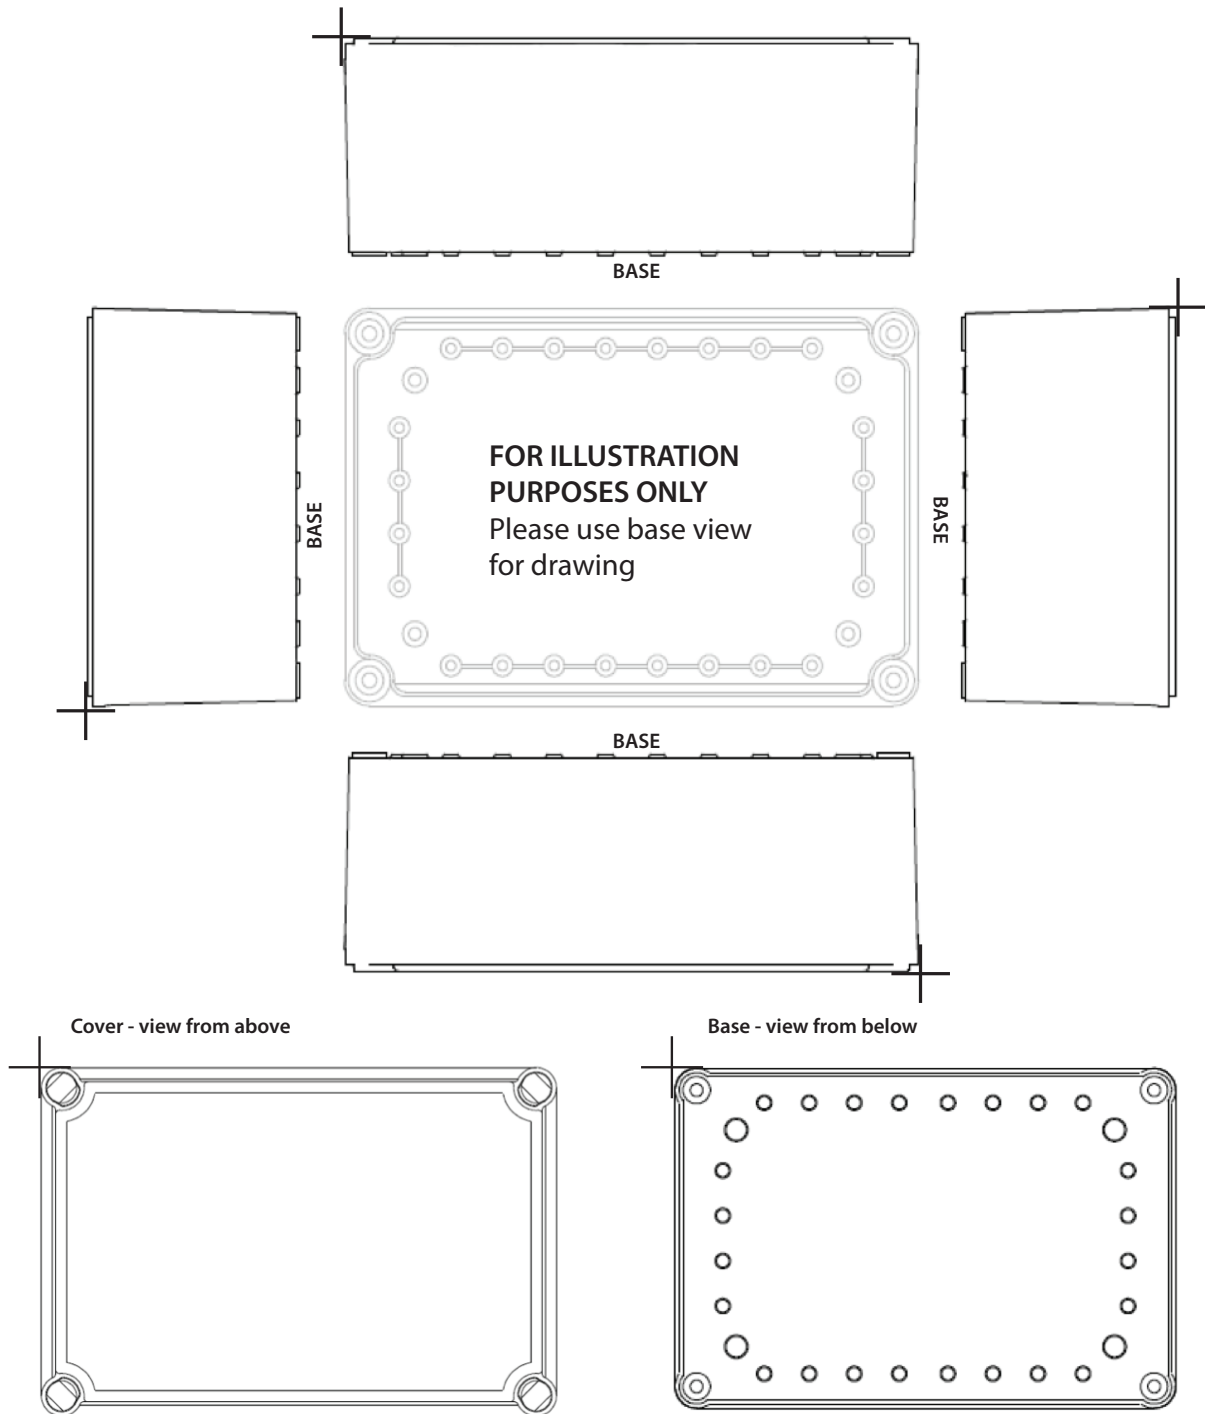 BASE
FOR ILLUSTRATION
PURPOSES ONLY
Please use base view
for drawing
BASE
BASE
BASE
Cover - view from above
Base - view from below